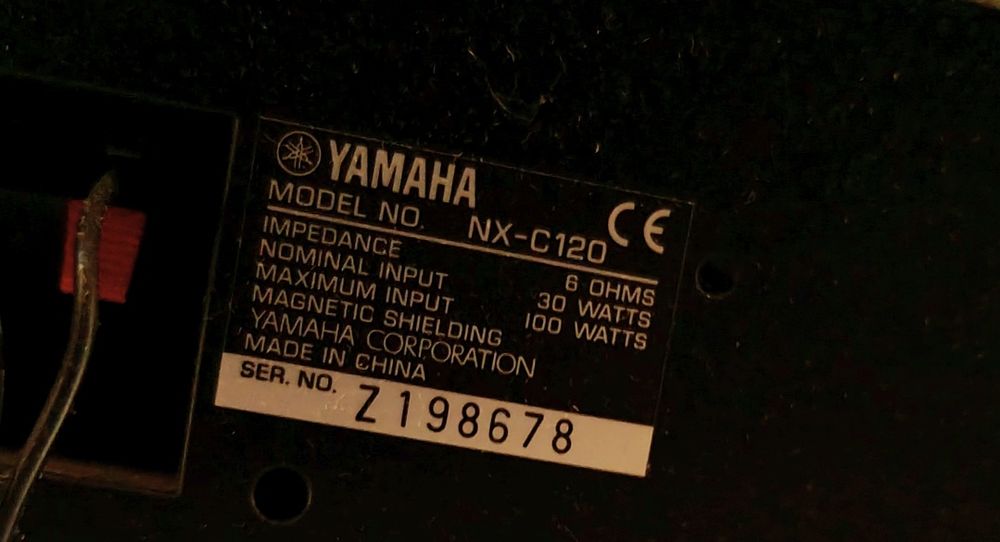 YAMAHA
MODEL NO. NX-C120 CE
IMPEDANCE 6 OHMS
NOMINAL INPUT 30 WATTS
MAXIMUM INPUT 100 WATTS
MAGNETIC SHIELDING
YAMAHA CORPORATION
MADE IN CHINA
SER. NO. Z198678